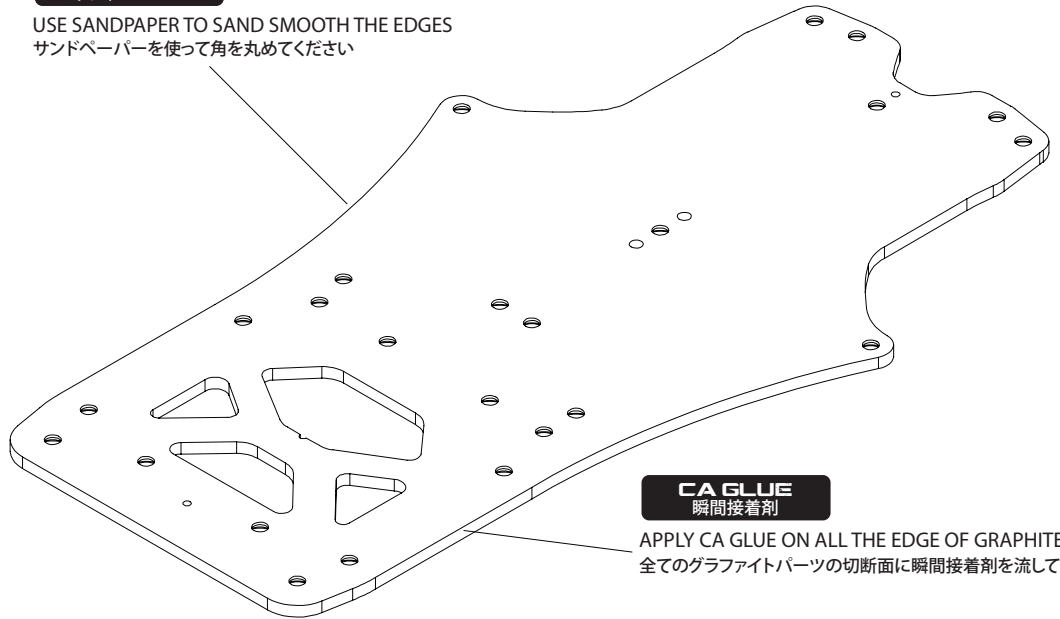 USE SANDPAPER TO SAND SMOOTH THE EDGES
サンドペーパーを使って角を丸めてください
CA GLUE
瞬間接着剤
APPLY CA GLUE ON ALL THE EDGE OF GRAPHITE
全てのグラファイトパーツの切断面に瞬間接着剤を流して